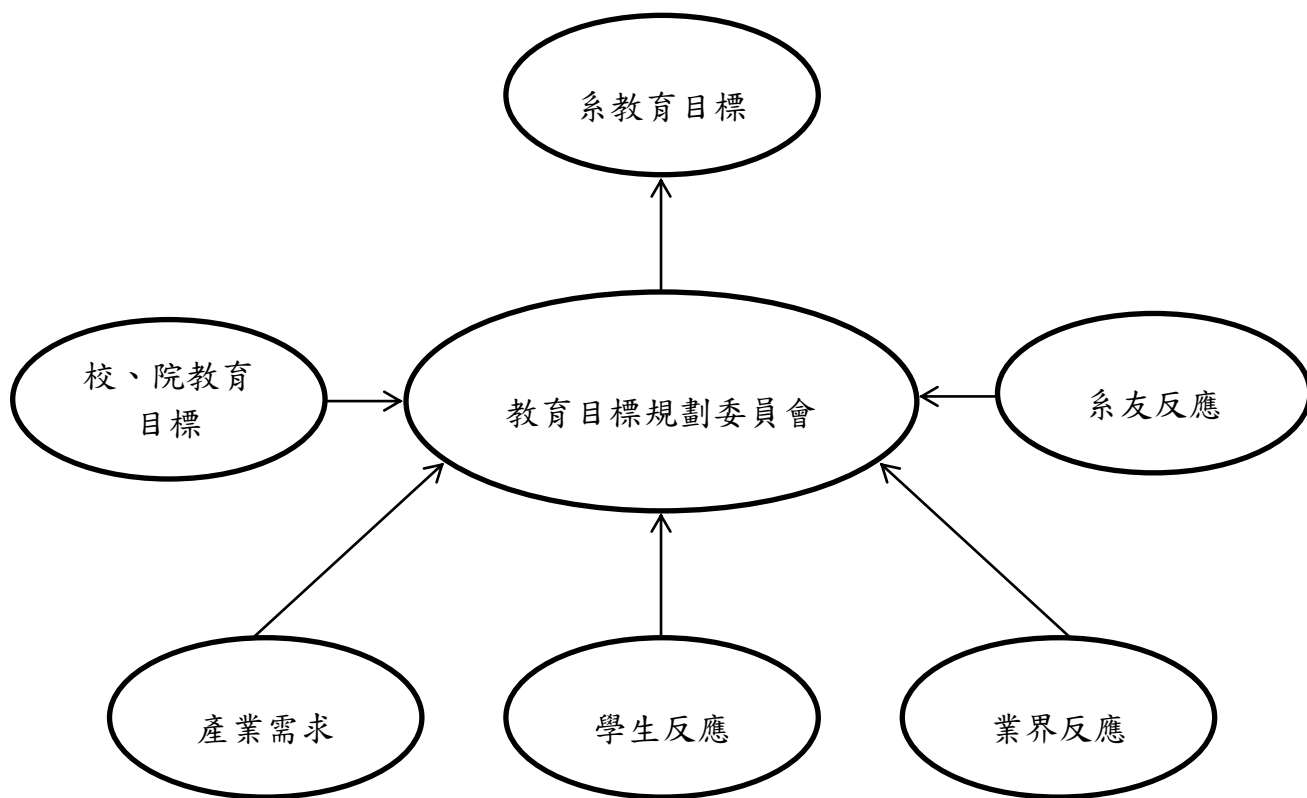 系教育目標
校、院教育
目標
教育目標規劃委員會
系友反應
產業需求
學生反應
業界反應